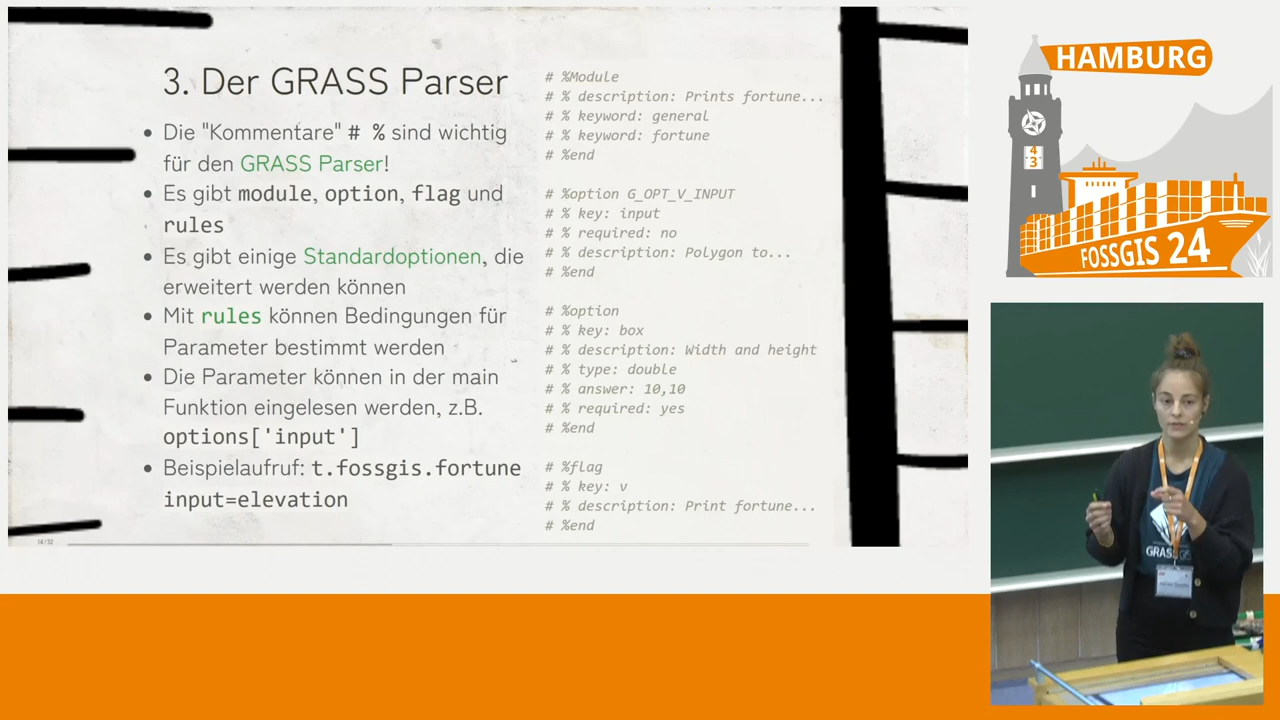 3. Der GRASS Parser
Die "Kommentare" # % sind wichtig
für den GRASS Parser!
Es gibt module, option, flag und
rules
Es gibt einige Standardoptionen, die
erweitert werden können
Mit rules können Bedingungen für
Parameter bestimmt werden
Die Parameter können in der main
Funktion eingelesen werden, z.B.
options['input']
Beispielaufruf: t.fossgis.fortune
input=elevation
# %Module
# % description: Prints fortune...
# % keyword: general
# % keyword: fortune
# %end
# %option G_OPT_V_INPUT
# % key: input
# % required: no
# % description: Polygon to...
# %end
# %option
# % key: box
# % description: Width and height
# % type: double
# % answer: 10,10
# % required: yes
# %end
# %flag
# % key: v
# % description: Print fortune...
# %end
14/32
HAMBURG
4
3
FOSSGIS 24
GRASS GIS